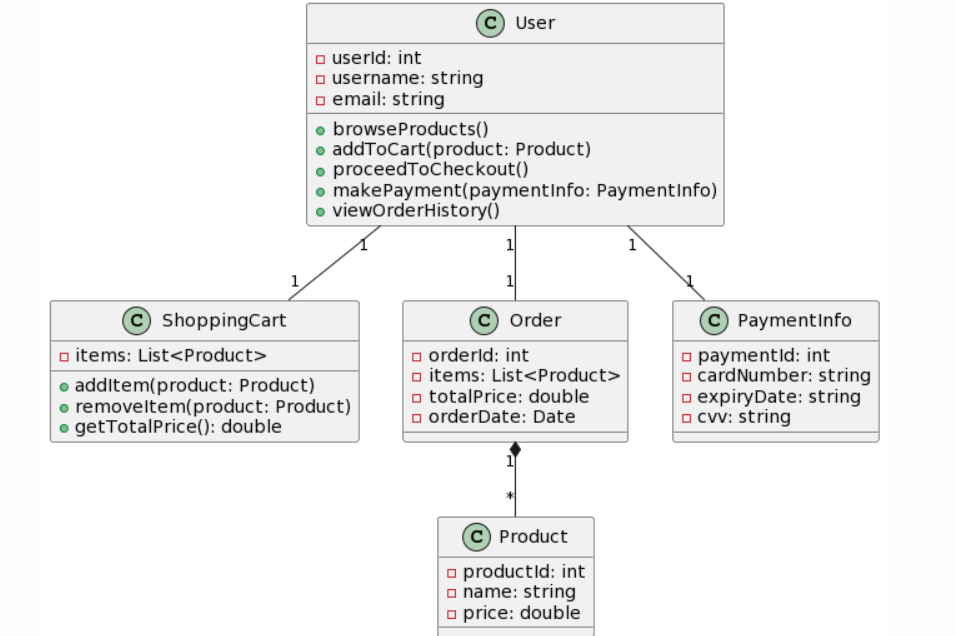 C User
userId: int
username: string
email: string
browseProducts()
addToCart(product: Product)
proceedToCheckout()
makePayment(paymentInfo: PaymentInfo)
viewOrderHistory()
1 1 1
1 1 1
C ShoppingCart
items: List<Product>
addItem(product: Product)
removeItem(product: Product)
getTotalPrice(): double
C Order
orderId: int
items: List<Product>
totalPrice: double
orderDate: Date
C PaymentInfo
paymentId: int
cardNumber: string
expiryDate: string
cvv: string
1
*
C Product
productId: int
name: string
price: double